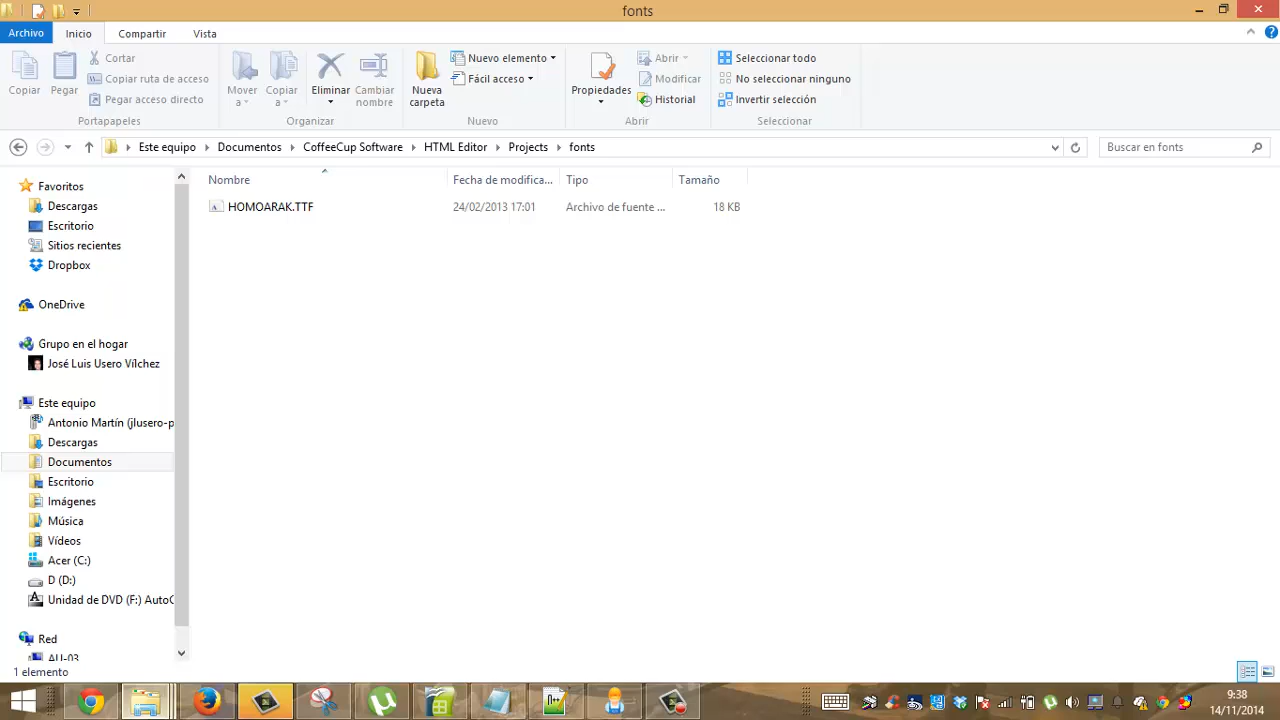 fonts
Archivo
Inicio
Compartir
Vista
Copiar
Pegar
Cortar
Copiar ruta de acceso
Pegar acceso directo
Portapapeles
Mover
a
Copiar
a
Eliminar
Cambiar
nombre
Organizar
Nueva
carpeta
Nuevo elemento
Fácil acceso
Nuevo
Propiedades
Abrir
Modificar
Historial
Abrir
Seleccionar todo
No seleccionar ninguno
Invertir selección
Seleccionar
Este equipo
Documentos
CoffeeCup Software
HTML Editor
Projects
fonts
Buscar en fonts
Favoritos
Descargas
Escritorio
Sitios recientes
Dropbox
OneDrive
Grupo en el hogar
José Luis Usero Vílchez
Este equipo
Antonio Martín (jlusero-p
Descargas
Documentos
Escritorio
Imágenes
Música
Vídeos
Acer (C:)
D (D:)
Unidad de DVD (F:) AutoC
Red
AU-03
Nombre
Fecha de modifica...
Tipo
Tamaño
HOMOARAK.TTF
24/02/2013 17:01
Archivo de fuente ...
18 KB
1 elemento
9:38
14/11/2014